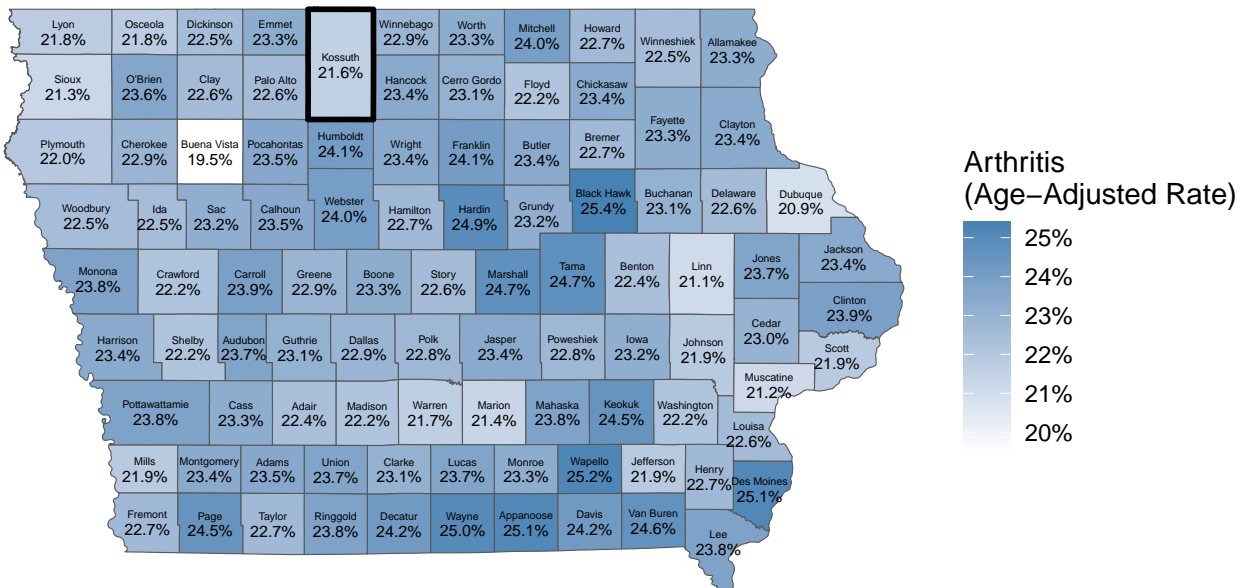 Lyon
21.8%
Osceola
21.8%
Dickinson
22.5%
Emmet
23.3%
Kossuth
21.6%
Winnebago
22.9%
Worth
23.3%
Mitchell
24.0%
Howard
22.7%
Winneshiek
22.5%
Allamakee
23.3%
Sioux
21.3%
O'Brien
23.6%
Clay
22.6%
Palo Alto
22.6%
Hancock
23.4%
Cerro Gordo
23.1%
Floyd
22.2%
Chickasaw
23.4%
Fayette
23.3%
Clayton
23.4%
Plymouth
22.0%
Cherokee
22.9%
Buena Vista
19.5%
Pocahontas
23.5%
Humboldt
24.1%
Wright
23.4%
Franklin
24.1%
Butler
23.4%
Bremer
22.7%
Woodbury
22.5%
Ida
22.5%
Sac
23.2%
Calhoun
23.5%
Webster
24.0%
Hamilton
22.7%
Hardin
24.9%
Grundy
23.2%
Black Hawk
25.4%
Buchanan
23.1%
Delaware
22.6%
Dubuque
20.9%
Monona
23.8%
Crawford
22.2%
Carroll
23.9%
Greene
22.9%
Boone
23.3%
Story
22.6%
Marshall
24.7%
Tama
24.7%
Benton
22.4%
Linn
21.1%
Jones
23.7%
Jackson
23.4%
Clinton
23.9%
Harrison
23.4%
Shelby
22.2%
Audubon
23.7%
Guthrie
23.1%
Dallas
22.9%
Polk
22.8%
Jasper
23.4%
Poweshiek
22.8%
Iowa
23.2%
Johnson
21.9%
Cedar
23.0%
Scott
21.9%
Muscatine
21.2%
Pottawattamie
23.8%
Cass
23.3%
Adair
22.4%
Madison
22.2%
Warren
21.7%
Marion
21.4%
Mahaska
23.8%
Keokuk
24.5%
Washington
22.2%
Louisa
22.6%
Mills
21.9%
Montgomery
23.4%
Adams
23.5%
Union
23.7%
Clarke
23.1%
Lucas
23.7%
Monroe
23.3%
Wapello
25.2%
Jefferson
21.9%
Henry
22.7%
Des Moines
25.1%
Fremont
22.7%
Page
24.5%
Taylor
22.7%
Ringgold
23.8%
Decatur
24.2%
Wayne
25.0%
Appanoose
25.1%
Davis
24.2%
Van Buren
24.6%
Lee
23.8%
Arthritis
(Age−Adjusted Rate)
25%
24%
23%
22%
21%
20%